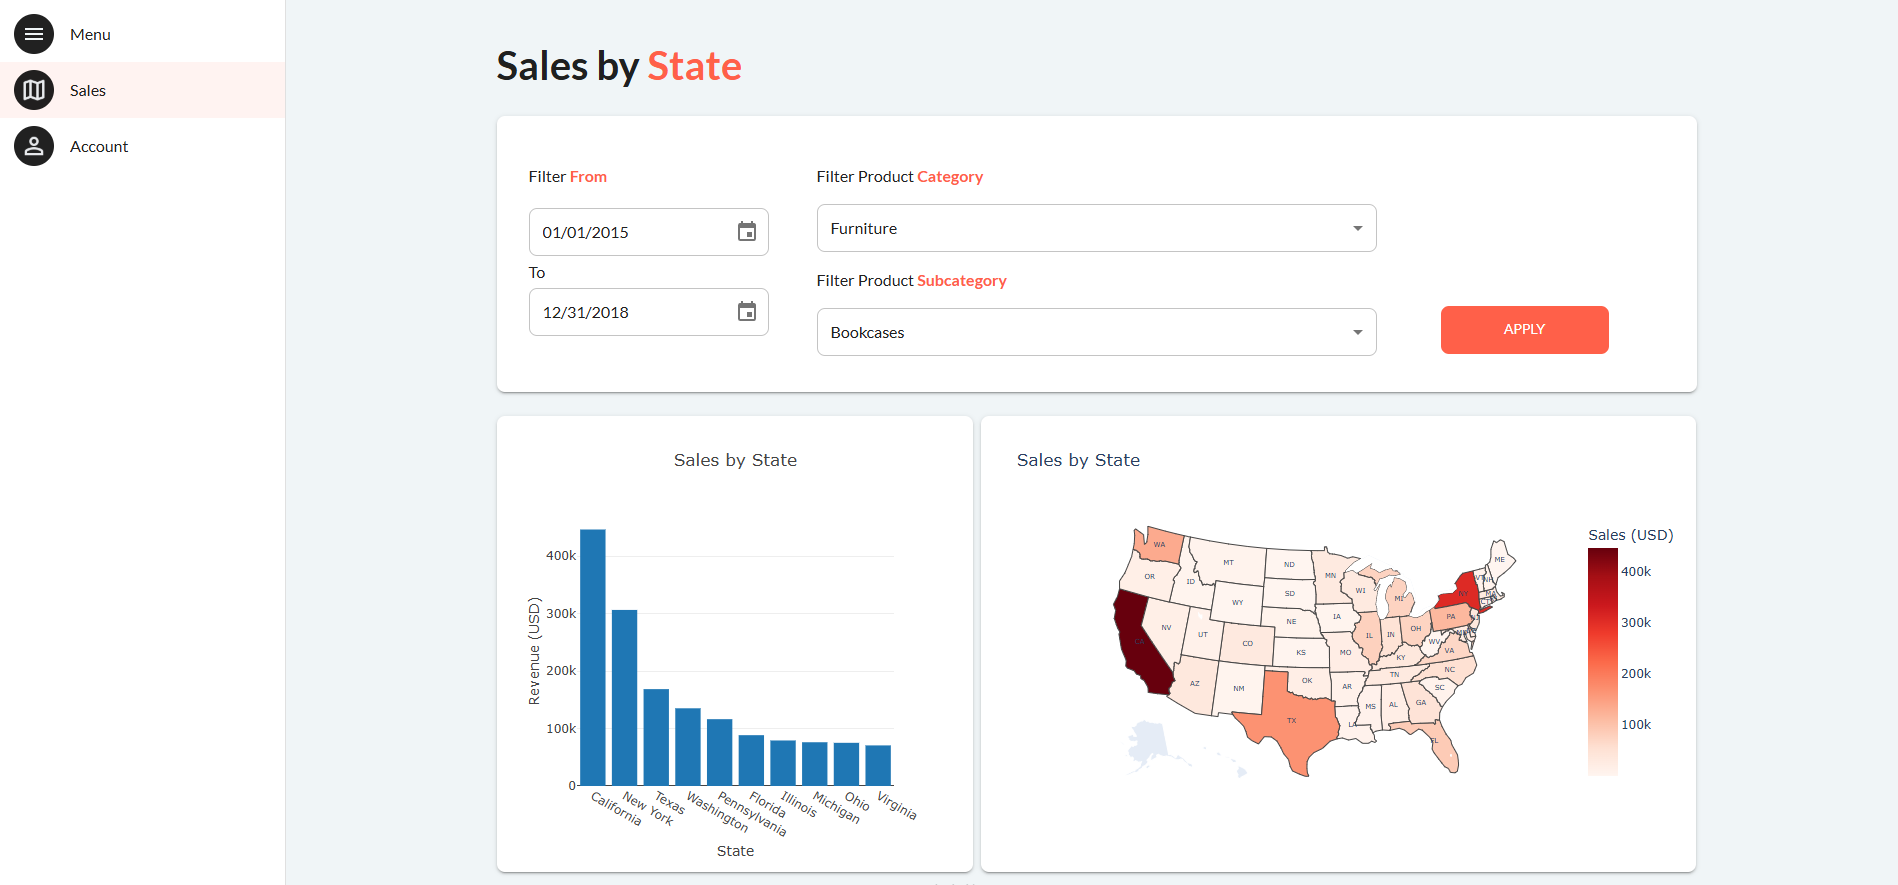 Menu
Sales
Account
Sales by State
Filter From
01/01/2015
To
12/31/2018
Filter Product Category
Furniture
Filter Product Subcategory
Bookcases
APPLY
Sales by State
400k
300k
200k
100k
0
Revenue (USD)
California
New York
Texas
Washington
Pennsylvania
Florida
Illinois
Michigan
Ohio
Virginia
State
Sales by State
Sales (USD)
400k
300k
200k
100k
WA
OR
ID
MT
ND
MN
WI
MI
NY
VT
NH
ME
MA
CT
WY
SD
IA
NE
NV
UT
CO
CA
KS
MO
IL
IN
OH
PA
NJ
WV
VA
KY
NC
TN
AZ
NM
OK
AR
SC
TX
MS
AL
GA
LA
FL